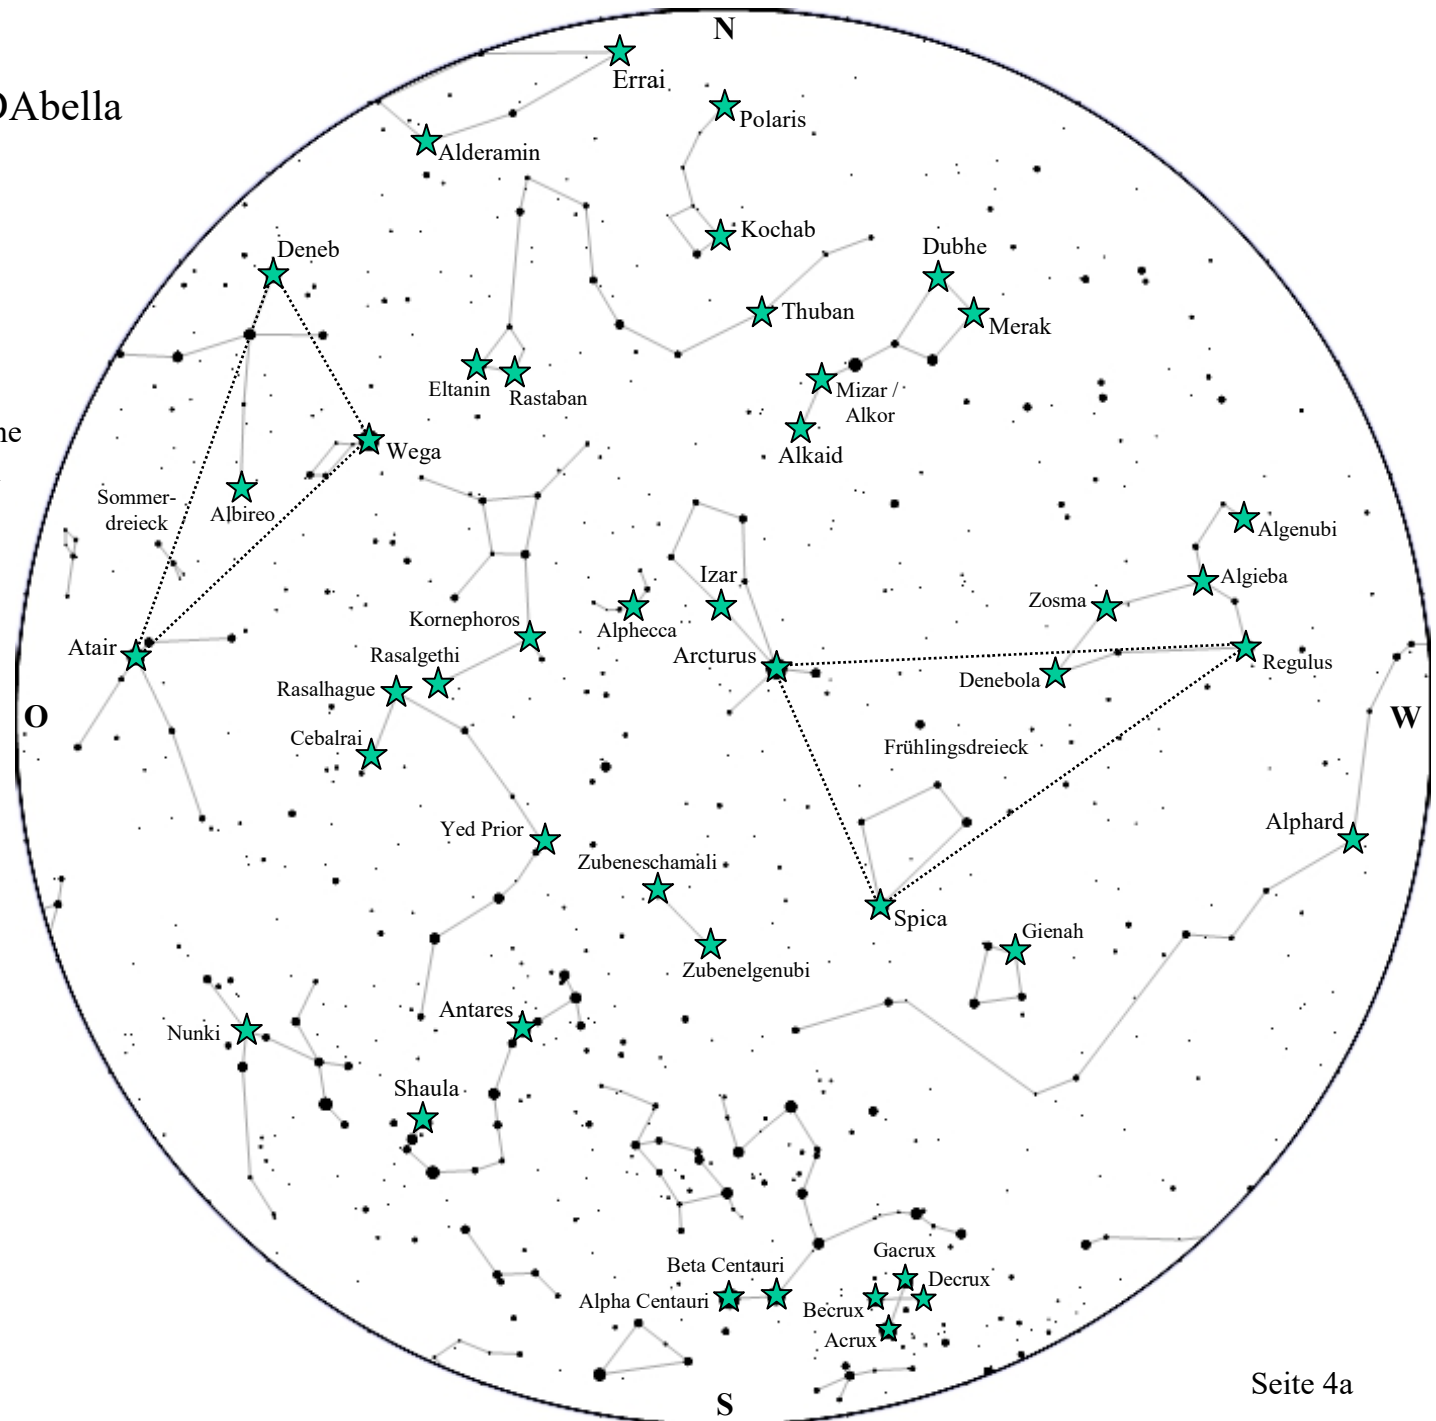 N
Errai
DAbella
Polaris
Alderamin
Kochab
Deneb
Dubhe
Thuban
Merak
Eltanin
Rastaban
Mizar /
Alkor
ne
Wega
Alkaid
Sommer-
dreieck
Albireo
Algenubi
Izar
Algieba
Zosma
Kornephoros
Alphecca
Atair
Rasalgethi
Arcturus
Regulus
Rasalhague
Denebola
O
W
Cebalrai
Frühlingsdreieck
Yed Prior
Alphard
Zubeneschamali
Spica
Gienah
Zubenelgenubi
Antares
Nunki
Shaula
Gacrux
Beta Centauri
Decrux
Alpha Centauri
Becrux
Acrux
Seite 4a
S